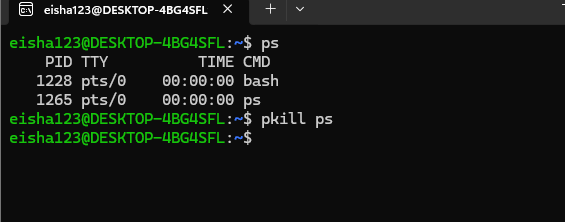 eisha123@DESKTOP-4BG4SFL
eisha123@DESKTOP-4BG4SFL:~$ ps
    PID TTY          TIME CMD
   1228 pts/0    00:00:00 bash
   1265 pts/0    00:00:00 ps
eisha123@DESKTOP-4BG4SFL:~$ pkill ps
eisha123@DESKTOP-4BG4SFL:~$